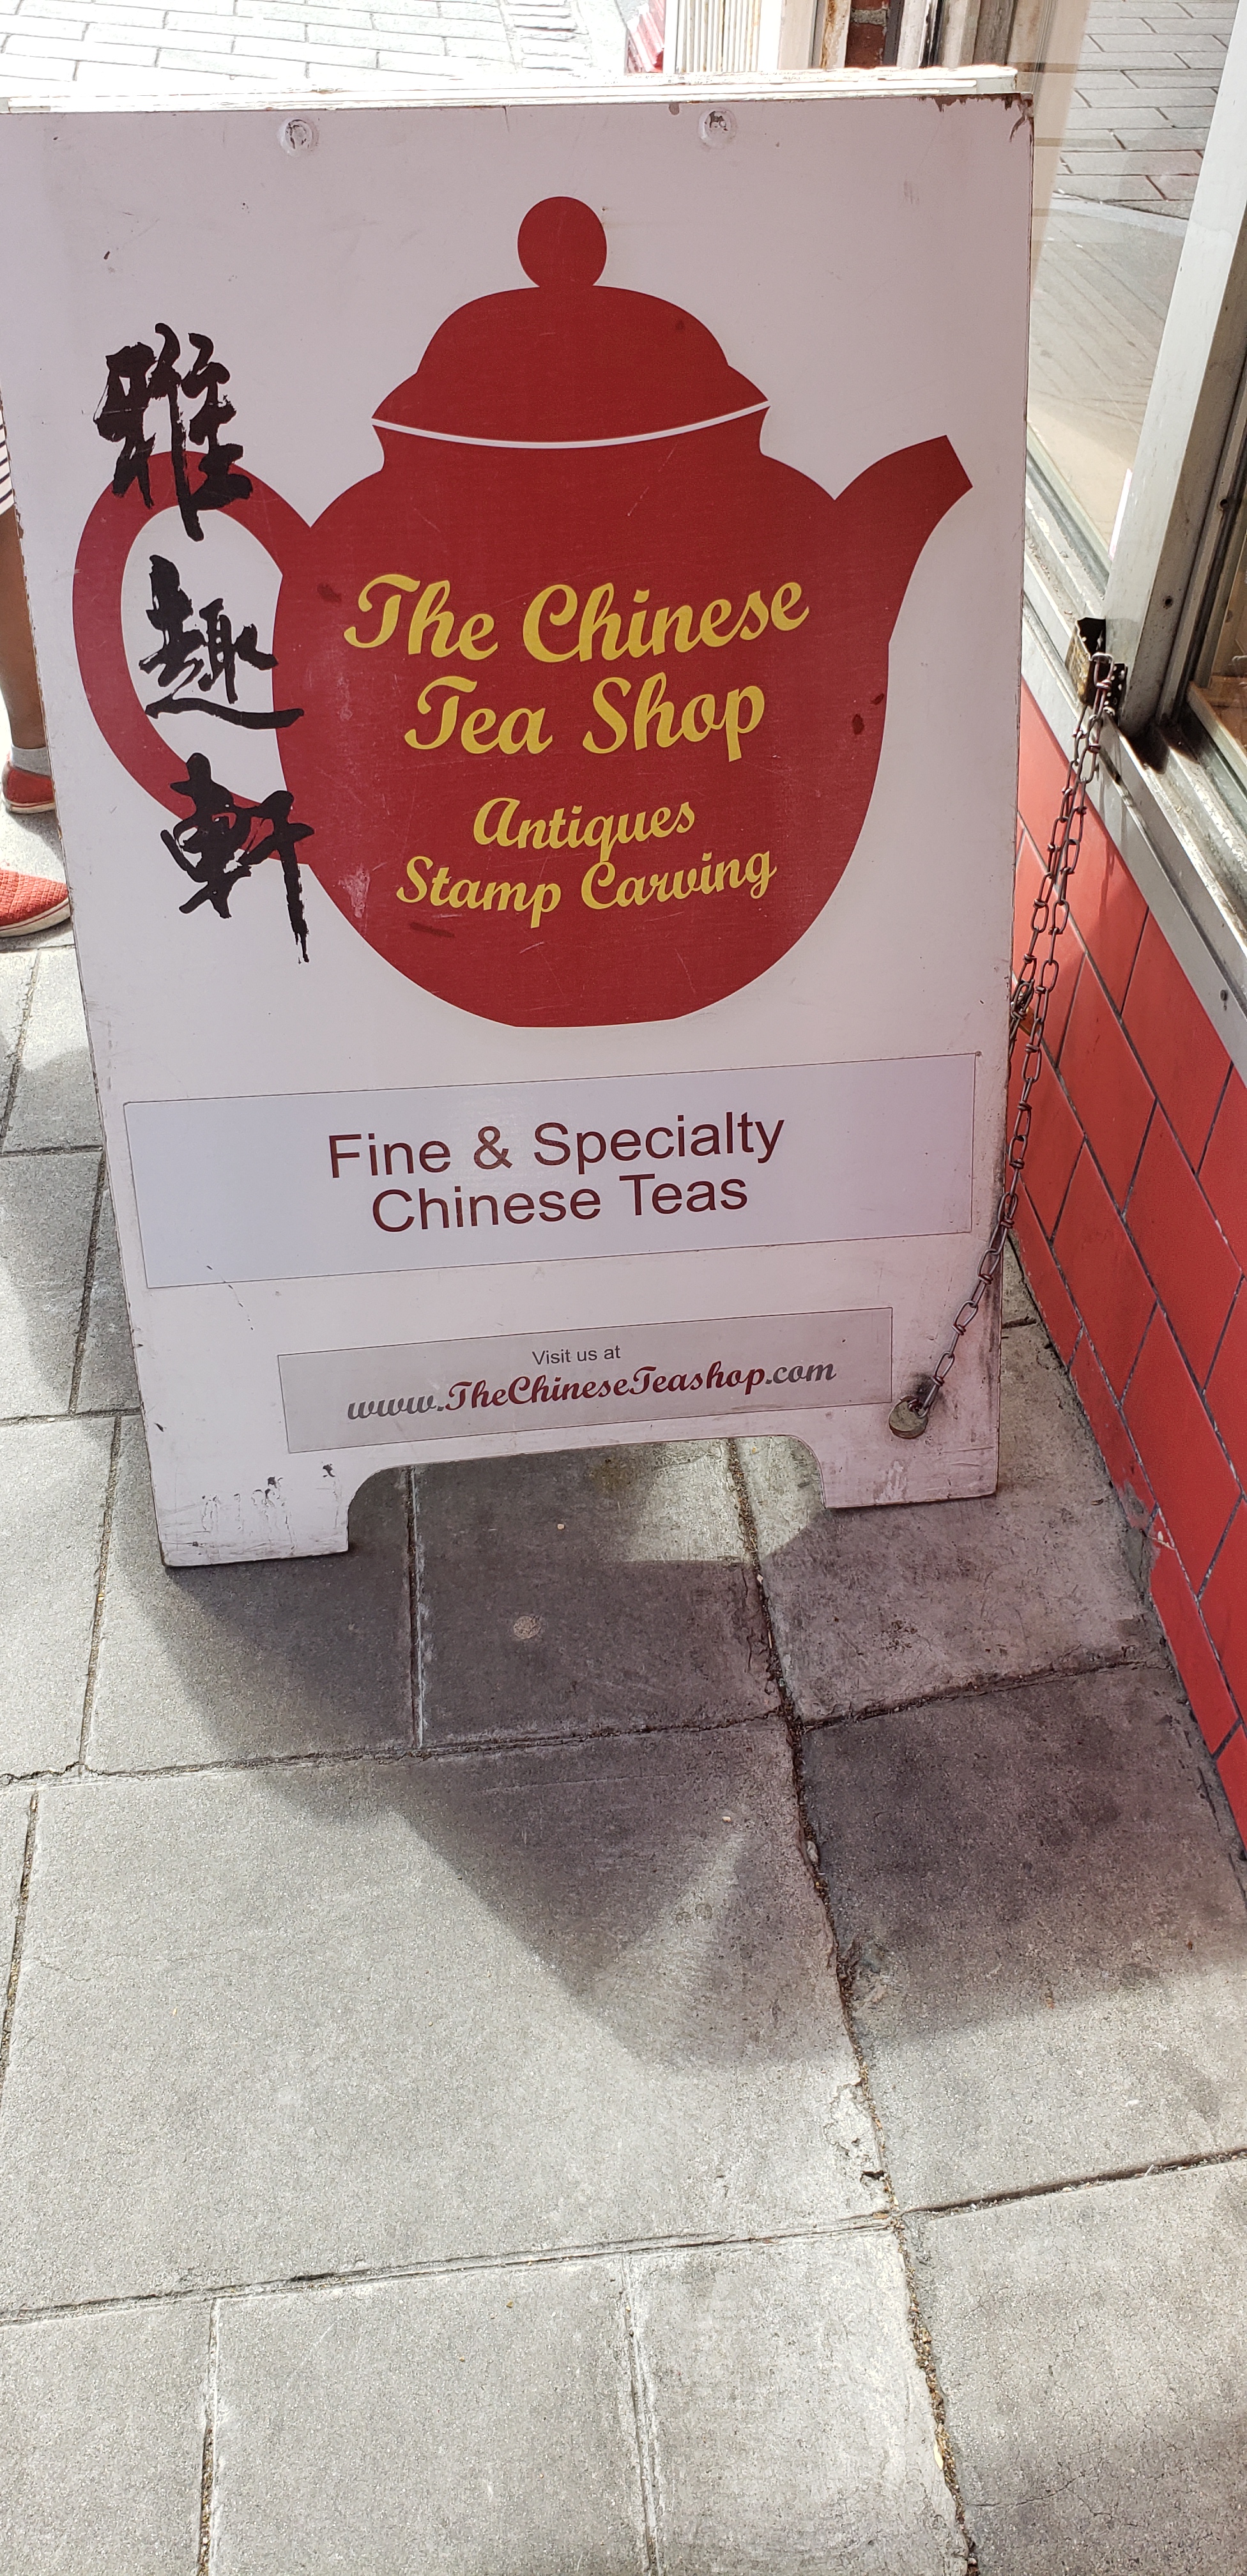 雅趣軒
The Chinese
Tea Shop
Antiques
Stamp Carving
Fine & Specialty
Chinese Teas
Visit us at
www.TheChineseTeashop.com